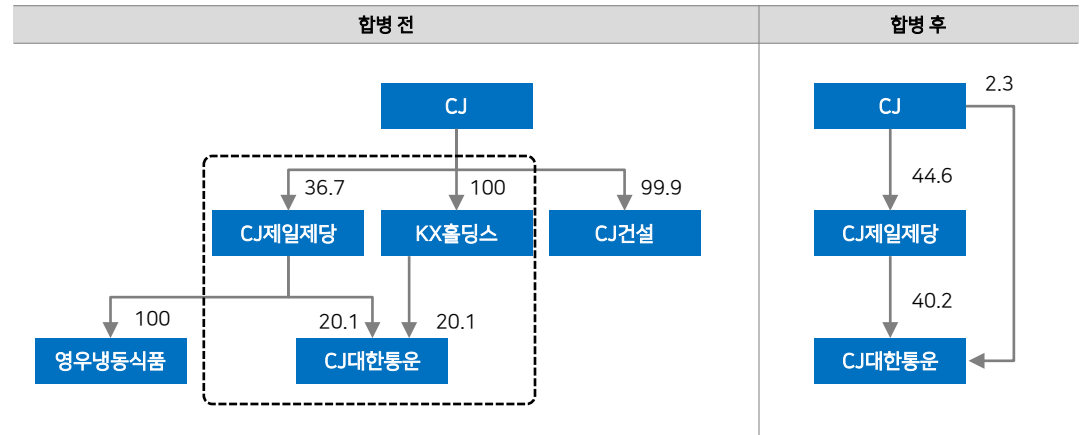 합병 전
합병 후
CJ
36.7
100
99.9
CJ제일제당
KX홀딩스
CJ건설
100
20.1
20.1
영우냉동식품
CJ대한통운
CJ
2.3
44.6
CJ제일제당
40.2
CJ대한통운